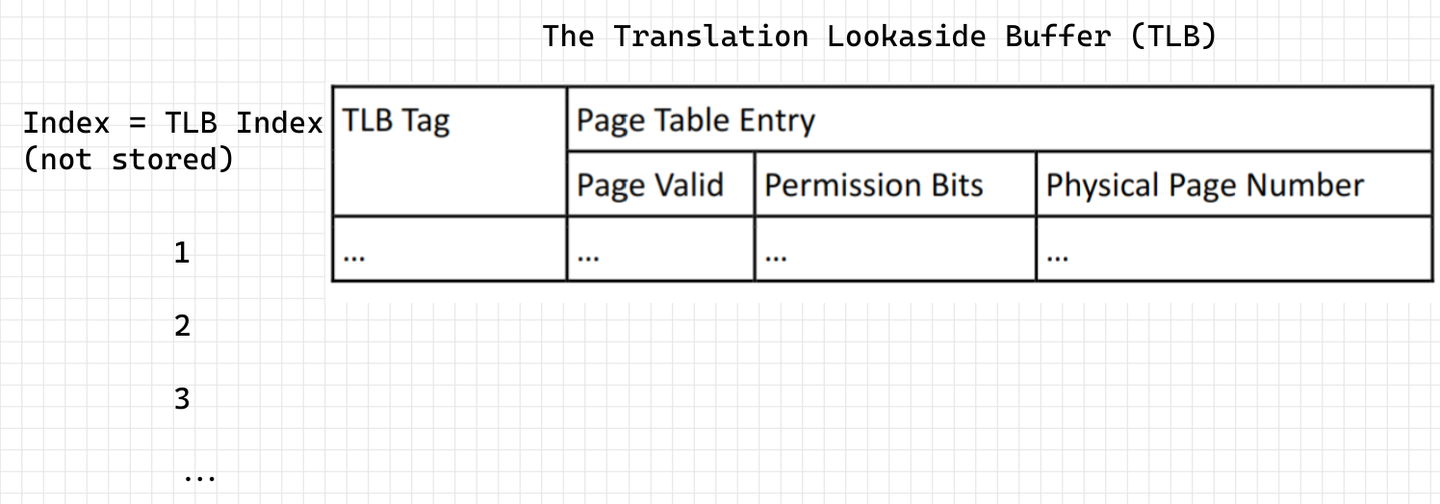 The Translation Lookaside Buffer (TLB)
Index = TLB Index
(not stored)
TLB Tag
Page Table Entry
Page Valid
Permission Bits
Physical Page Number
1
...
...
...
...
2
3
...